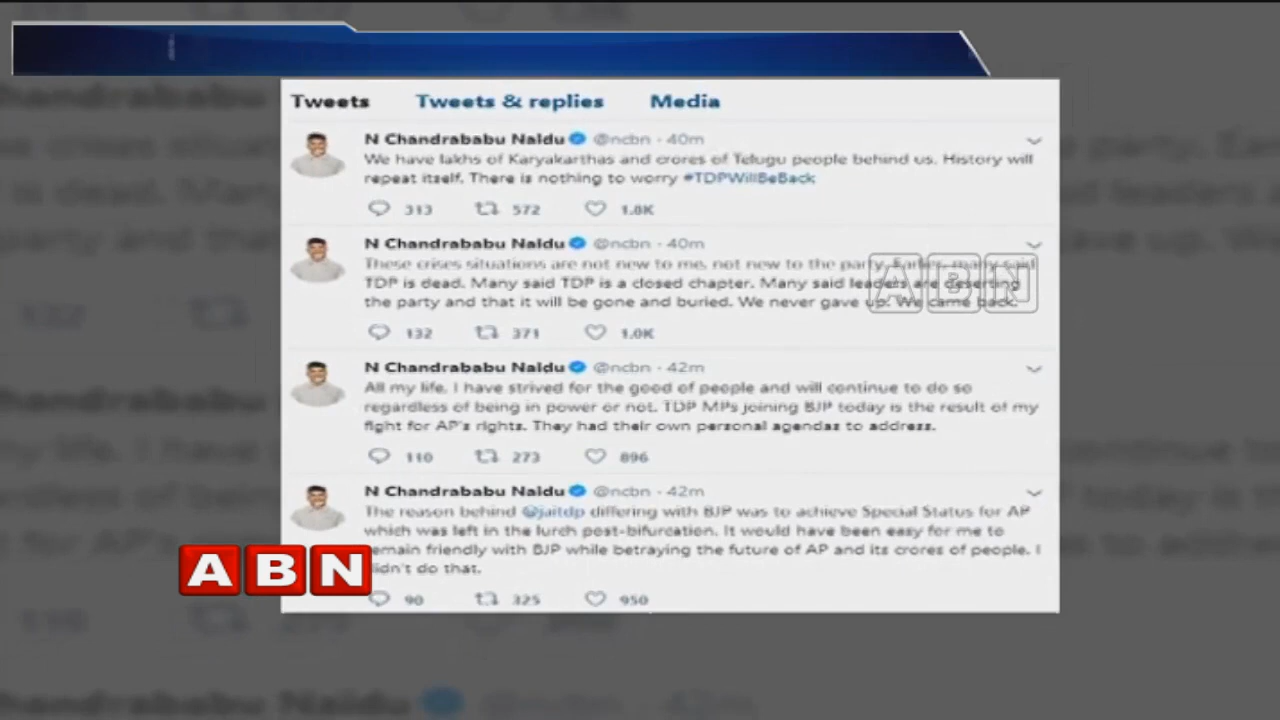 Tweets Tweets & replies Media
N Chandrababu Naidu @ncbn · 40m
We have lakhs of Karyakarthas and crores of Telugu people behind us. History will
repeat itself. There is nothing to worry #TDPWillBeBack
313 572 1.8K
N Chandrababu Naidu @ncbn · 40m
These crises situations are not new to me, not new to the party. Earlier, many said
TDP is dead. Many said TDP is a closed chapter. Many said leaders are deserting
the party and that it will be gone and buried. We never gave up. We came back.
ABN
132 371 1.0K
N Chandrababu Naidu @ncbn · 42m
All my life, I have strived for the good of people and will continue to do so
regardless of being in power or not. TDP MPs joining BJP today is the result of my
fight for AP's rights. They had their own personal agendas to address.
110 273 896
N Chandrababu Naidu @ncbn · 42m
The reason behind @jaitdp differing with BJP was to achieve Special Status for AP
which was left in the lurch post-bifurcation. It would have been easy for me to
remain friendly with BJP while betraying the future of AP and its crores of people. I
didn't do that.
ABN
90 325 950